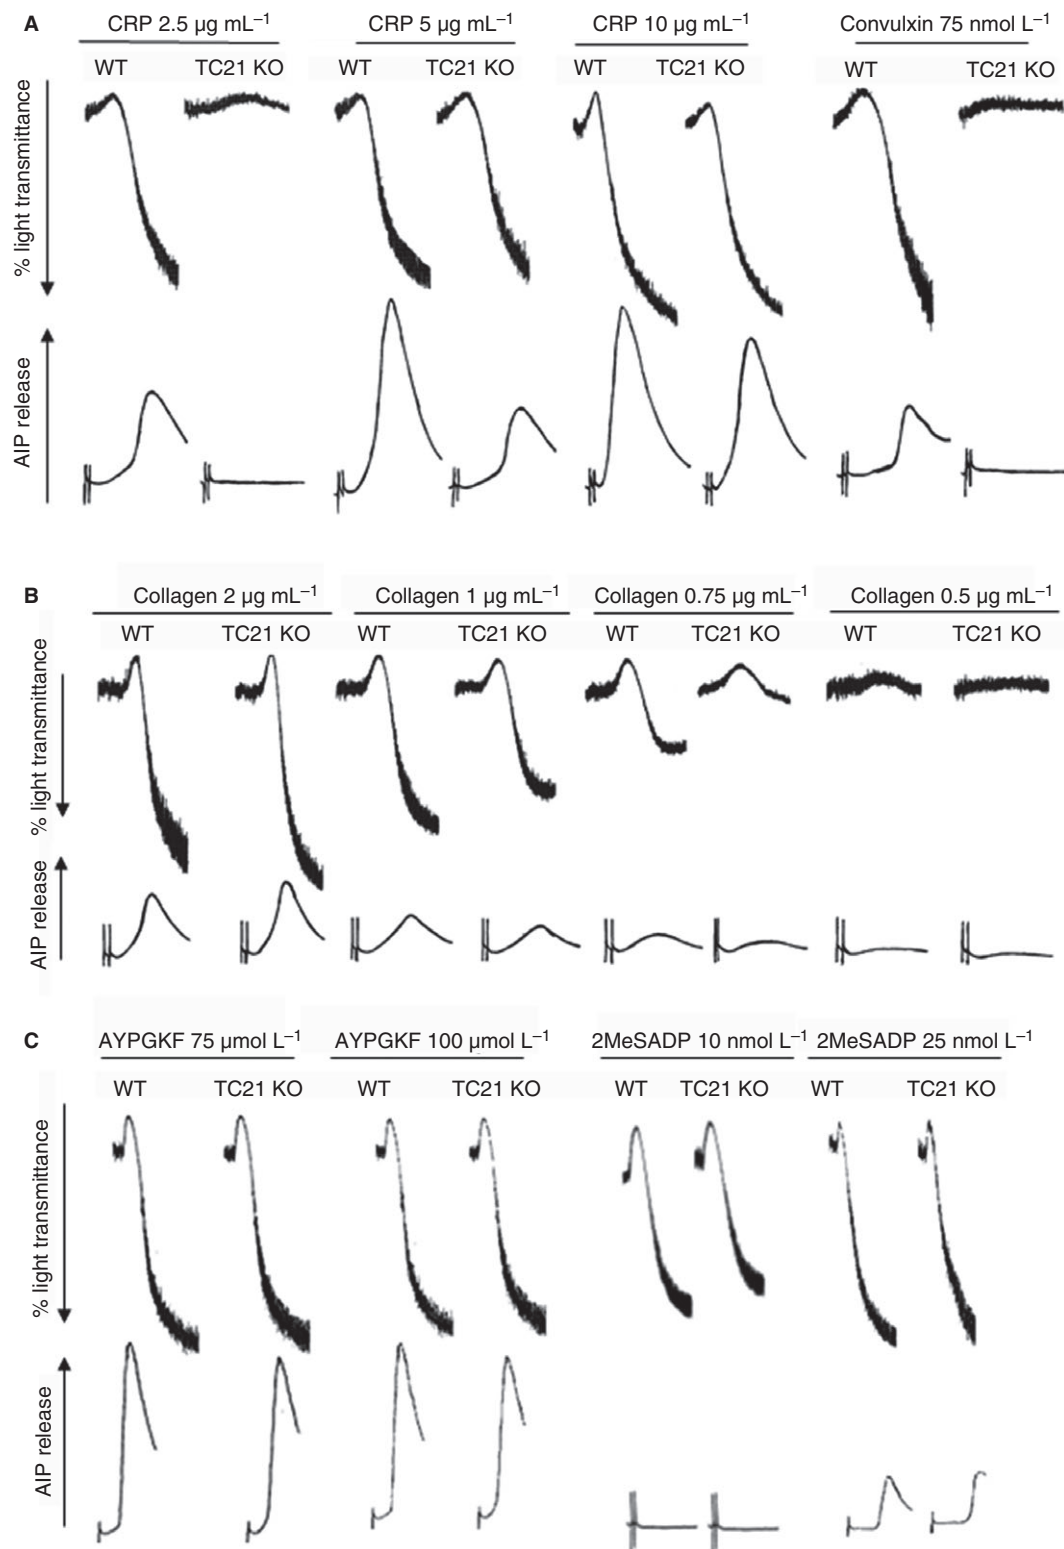 A
CRP 2.5 µg mL–1 CRP 5 µg mL–1 CRP 10 µg mL–1 Convulxin 75 nmol L–1
WT TC21 KO WT TC21 KO WT TC21 KO WT TC21 KO
% light transmittance
AIP release
B
Collagen 2 µg mL–1 Collagen 1 µg mL–1 Collagen 0.75 µg mL–1 Collagen 0.5 µg mL–1
WT TC21 KO WT TC21 KO WT TC21 KO WT TC21 KO
% light transmittance
AIP release
C
AYPGKF 75 µmol L–1 AYPGKF 100 µmol L–1 2MeSADP 10 nmol L–1 2MeSADP 25 nmol L–1
WT TC21 KO WT TC21 KO WT TC21 KO WT TC21 KO
% light transmittance
AIP release